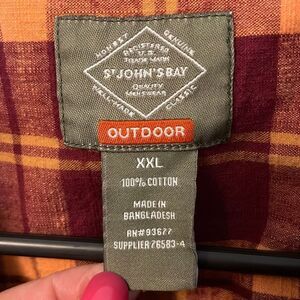 HONEST
GENUINE
REGISTERED
U.S.
TRADE MARK
ST JOHN'S BAY
QUALITY
MENSWEAR
WELL-MADE
CLASSIC
OUTDOOR
XXL
100% COTTON
MADE IN
BANGLADESH
RN#93677
SUPPLIER 76583-4